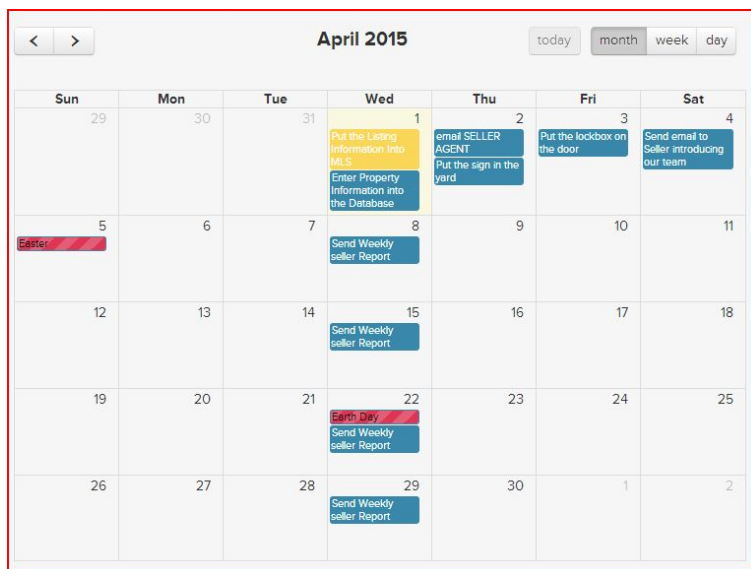 < >
April 2015
today month week day
Sun Mon Tue Wed Thu Fri Sat
29 30 31 1 2 3 4
Put the Listing
Information Into
MLS
Enter Property
Information into
the Database
email SELLER
AGENT
Put the sign in the
yard
Put the lockbox on
the door
Send email to
Seller introducing
our team
5 6 7 8 9 10 11
Easter
Send Weekly
seller Report
12 13 14 15 16 17 18
Send Weekly
seller Report
19 20 21 22 23 24 25
Earth Day
Send Weekly
seller Report
26 27 28 29 30 1 2
Send Weekly
seller Report